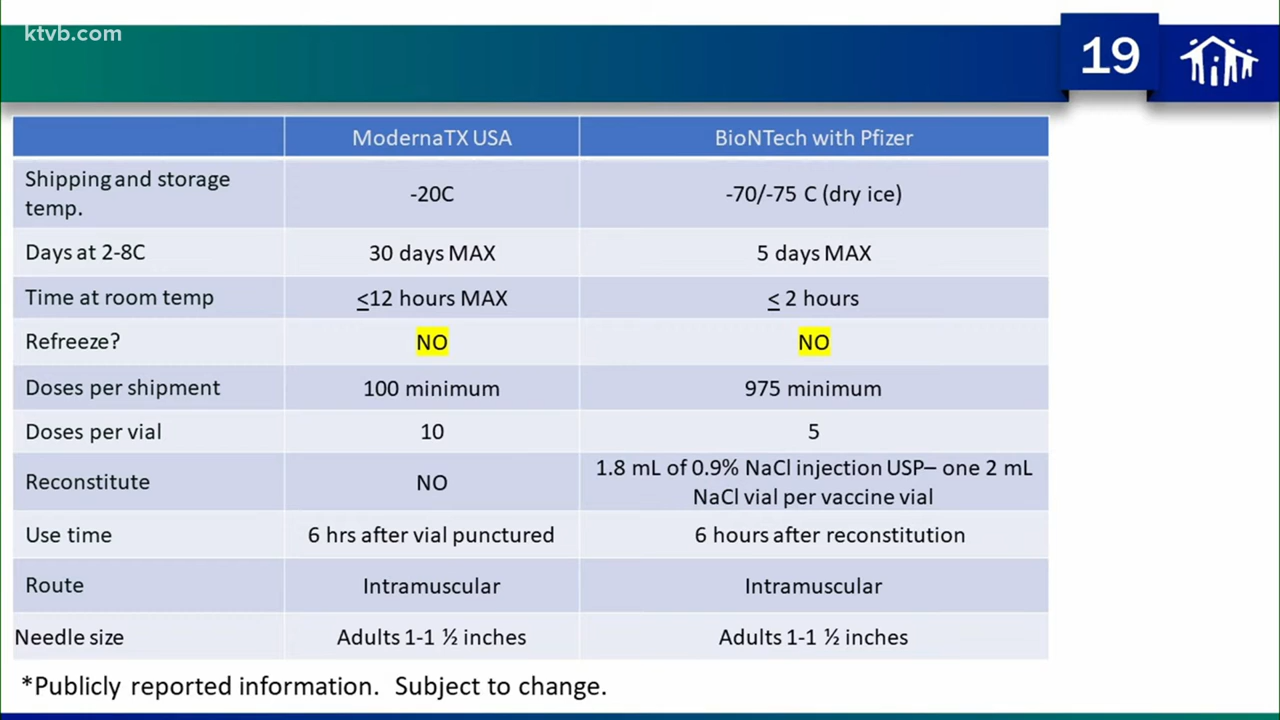 ktvb.com
19
ModernaTX USA BioNTech with Pfizer
Shipping and storage
temp. -20C -70/-75 C (dry ice)
Days at 2-8C 30 days MAX 5 days MAX
Time at room temp ≤12 hours MAX ≤ 2 hours
Refreeze? NO NO
Doses per shipment 100 minimum 975 minimum
Doses per vial 10 5
Reconstitute NO 1.8 mL of 0.9% NaCl injection USP– one 2 mL
NaCl vial per vaccine vial
Use time 6 hrs after vial punctured 6 hours after reconstitution
Route Intramuscular Intramuscular
Needle size Adults 1-1 ½ inches Adults 1-1 ½ inches
*Publicly reported information. Subject to change.